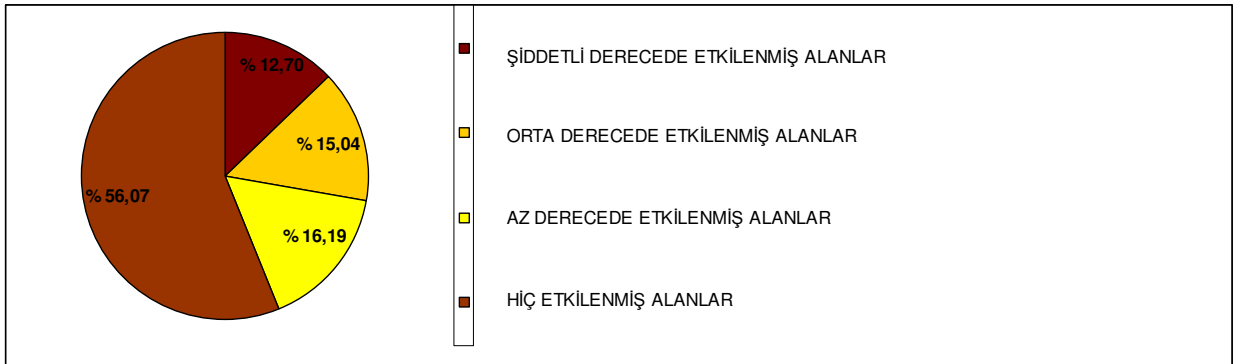 % 12,70
% 15,04
% 16,19
% 56,07
ŞİDDETLİ DERECEDE ETKİLENMİŞ ALANLAR
ORTA DERECEDE ETKİLENMİŞ ALANLAR
AZ DERECEDE ETKİLENMİŞ ALANLAR
HİÇ ETKİLENMİŞ ALANLAR